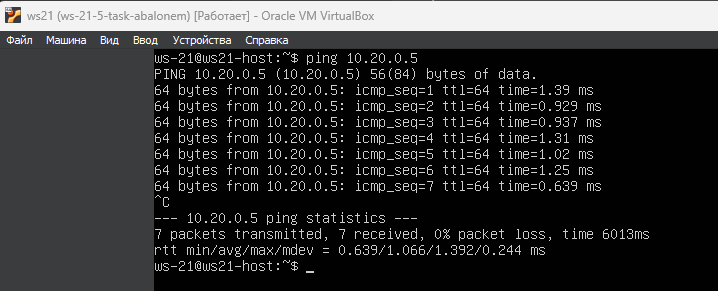 ws21 (ws-21-5-task-abalonem) [Работает] - Oracle VM VirtualBox
Файл Машина Вид Ввод Устройства Справка
ws-21@ws21-host:~$ ping 10.20.0.5
PING 10.20.0.5 (10.20.0.5) 56(84) bytes of data.
64 bytes from 10.20.0.5: icmp_seq=1 ttl=64 time=1.39 ms
64 bytes from 10.20.0.5: icmp_seq=2 ttl=64 time=0.929 ms
64 bytes from 10.20.0.5: icmp_seq=3 ttl=64 time=0.937 ms
64 bytes from 10.20.0.5: icmp_seq=4 ttl=64 time=1.31 ms
64 bytes from 10.20.0.5: icmp_seq=5 ttl=64 time=1.02 ms
64 bytes from 10.20.0.5: icmp_seq=6 ttl=64 time=1.25 ms
64 bytes from 10.20.0.5: icmp_seq=7 ttl=64 time=0.639 ms
^C
--- 10.20.0.5 ping statistics ---
7 packets transmitted, 7 received, 0% packet loss, time 6013ms
rtt min/avg/max/mdev = 0.639/1.066/1.392/0.244 ms
ws-21@ws21-host:~$ _